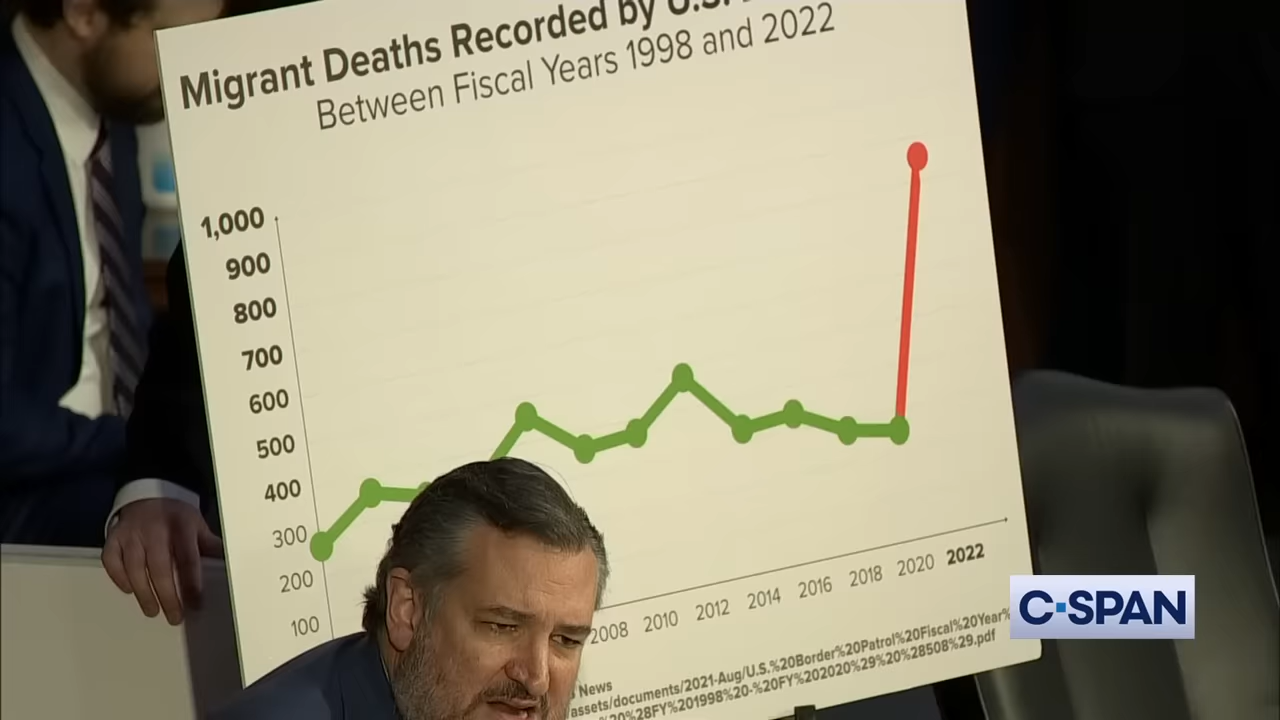 Migrant Deaths Recorded by U.S.
Between Fiscal Years 1998 and 2022
1,000
900
800
700
600
500
400
300
200
100
2008 2010 2012 2014 2016 2018 2020 2022
News
/assets/documents/2021-Aug/U.S.%20Border%20Patrol%20Fiscal%20Year%
%20%28FY%201998%20-%20FY%202020%29%20%28508%29.pdf
C-SPAN